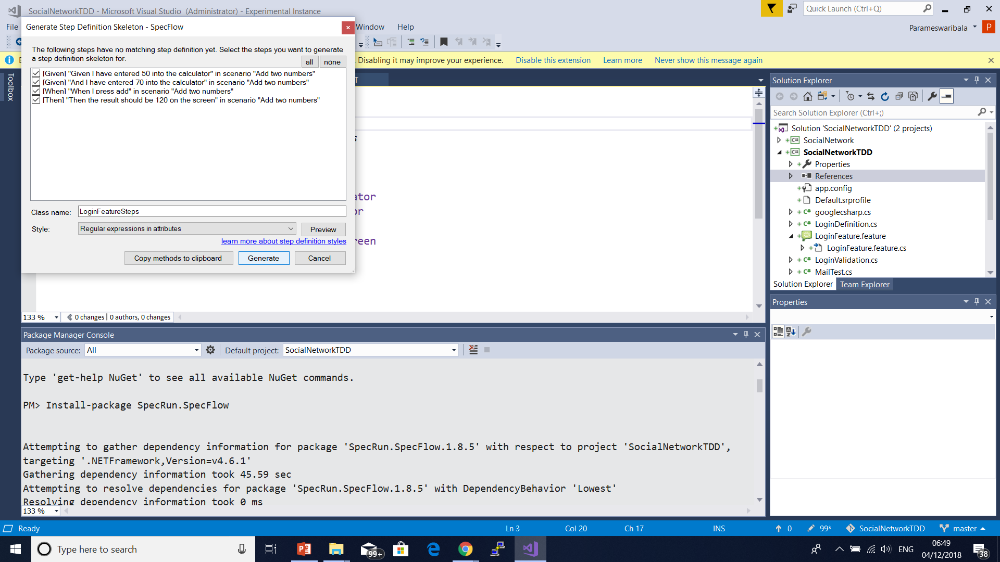 SocialNetworkTDD - Microsoft Visual Studio (Administrator) - Experimental Instance
Quick Launch (Ctrl+Q)
File
Window
Help
Parameswaribala
P
Generate Step Definition Skeleton - SpecFlow
The following steps have no matching step definition yet. Select the steps you want to generate
a step definition skeleton for.
all
none
[Given] "Given I have entered 50 into the calculator" in scenario "Add two numbers"
[Given] "And I have entered 70 into the calculator" in scenario "Add two numbers"
[When] "When I press add" in scenario "Add two numbers"
[Then] "Then the result should be 120 on the screen" in scenario "Add two numbers"
Class name:
LoginFeatureSteps
Style:
Regular expressions in attributes
Preview
learn more about step definition styles
Copy methods to clipboard
Generate
Cancel
. Disabling it may improve your experience.
Disable this extension
Learn more
Never show this message again
Toolbox
T
s
ator
or
reen
133 %
0 changes | 0 authors, 0 changes
Solution Explorer
Search Solution Explorer (Ctrl+;)
Solution 'SocialNetworkTDD' (2 projects)
SocialNetwork
SocialNetworkTDD
Properties
References
app.config
Default.srprofile
googlecsharp.cs
LoginDefinition.cs
LoginFeature.feature
LoginFeature.feature.cs
LoginValidation.cs
MailTest.cs
Solution Explorer
Team Explorer
Properties
Package Manager Console
Package source:
All
Default project:
SocialNetworkTDD
Type 'get-help NuGet' to see all available NuGet commands.
PM> Install-package SpecRun.SpecFlow
Attempting to gather dependency information for package 'SpecRun.SpecFlow.1.8.5' with respect to project 'SocialNetworkTDD',
targeting '.NETFramework,Version=v4.6.1'
Gathering dependency information took 45.59 sec
Attempting to resolve dependencies for package 'SpecRun.SpecFlow.1.8.5' with DependencyBehavior 'Lowest'
Resolving dependency information took 0 ms
133 %
Ready
Ln 3
Col 20
Ch 17
INS
0
99*
SocialNetworkTDD
master
Type here to search
99+
ENG
06:49
04/12/2018
38